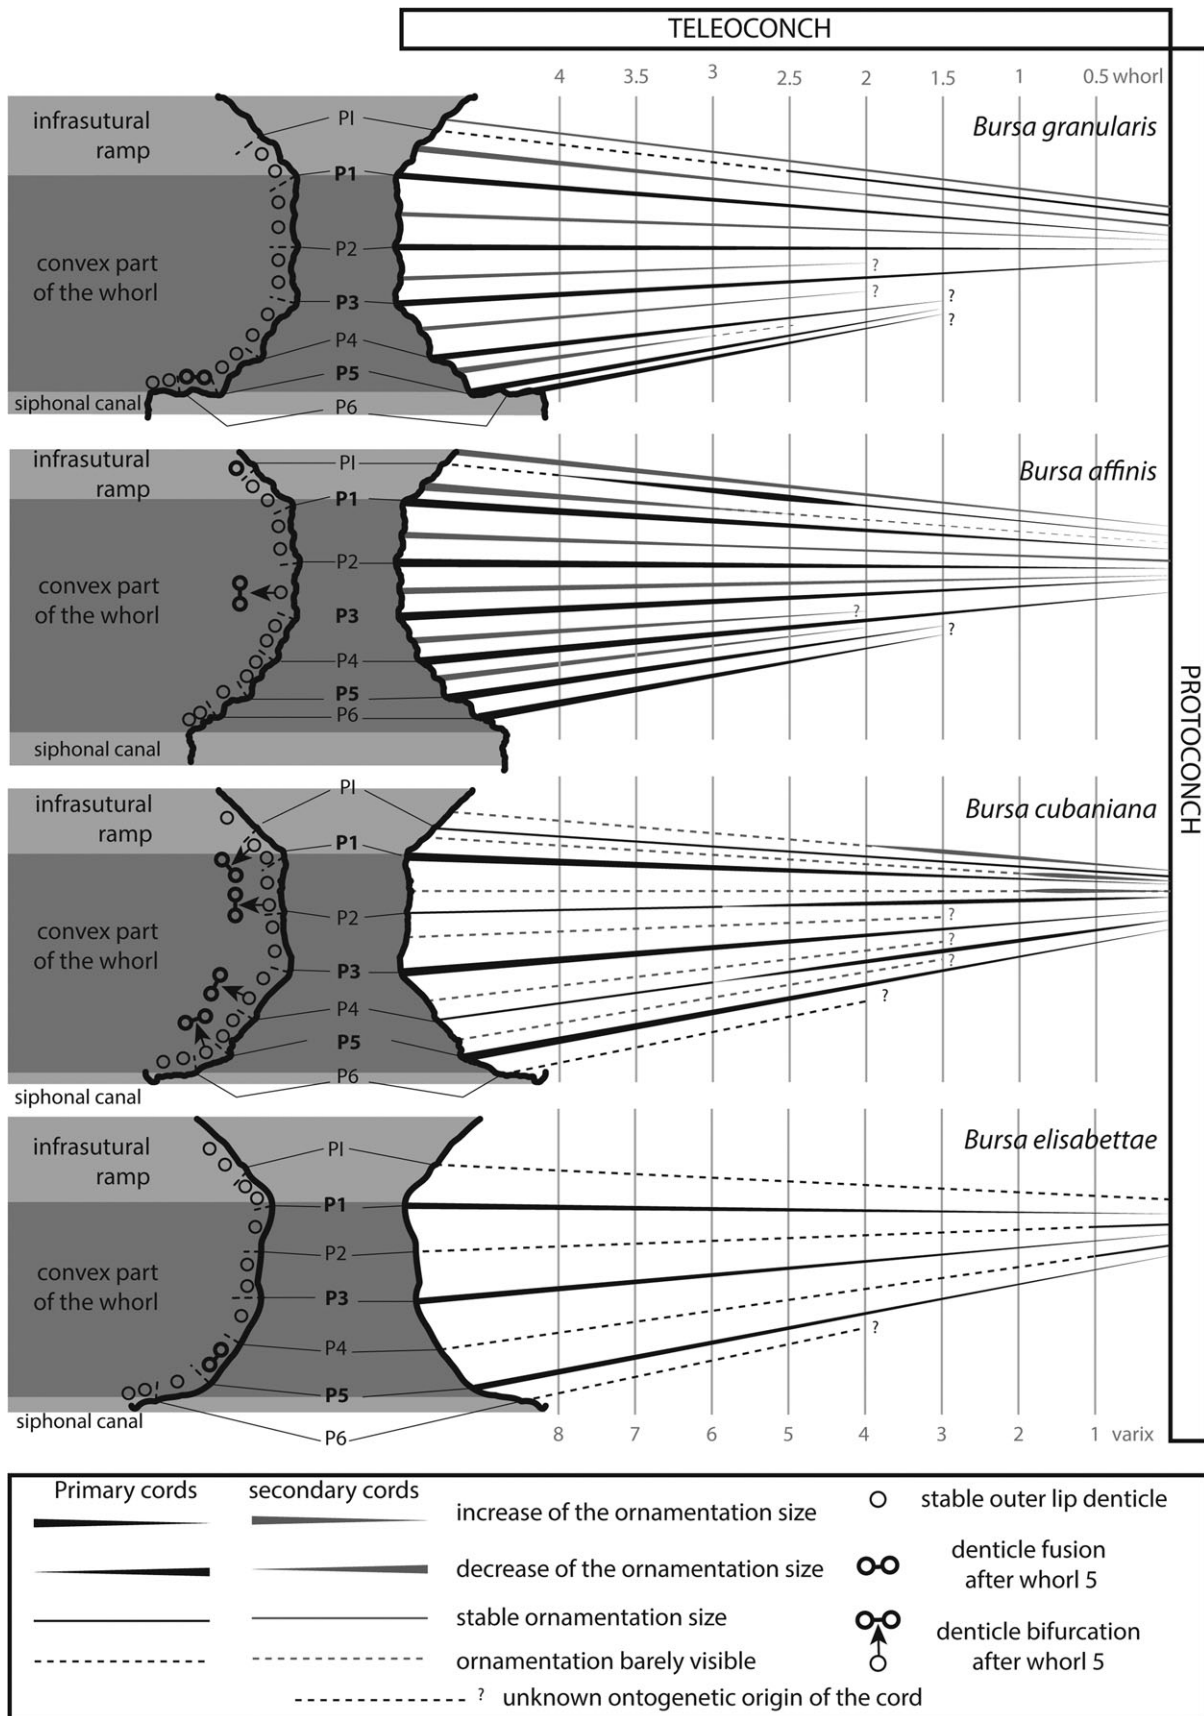 TELEOCONCH
4 3.5 3 2.5 2 1.5 1 0.5 whorl
Bursa granularis
infrasutural
ramp
PI
P1
convex part
of the whorl
P2
?
?
P3
?
?
P4
P5
siphonal canal
P6
Bursa affinis
infrasutural
ramp
PI
P1
convex part
of the whorl
P2
P3
?
?
P4
P5
P6
siphonal canal
PROTOCONCH
Bursa cubaniana
infrasutural
ramp
PI
P1
convex part
of the whorl
P2
?
?
?
P3
?
P4
P5
P6
siphonal canal
Bursa elisabettae
infrasutural
ramp
PI
P1
P2
convex part
of the whorl
P3
?
P4
P5
siphonal canal
P6
8 7 6 5 4 3 2 1 varix
Primary cords
secondary cords
increase of the ornamentation size
decrease of the ornamentation size
stable ornamentation size
ornamentation barely visible
? unknown ontogenetic origin of the cord
stable outer lip denticle
denticle fusion
after whorl 5
denticle bifurcation
after whorl 5